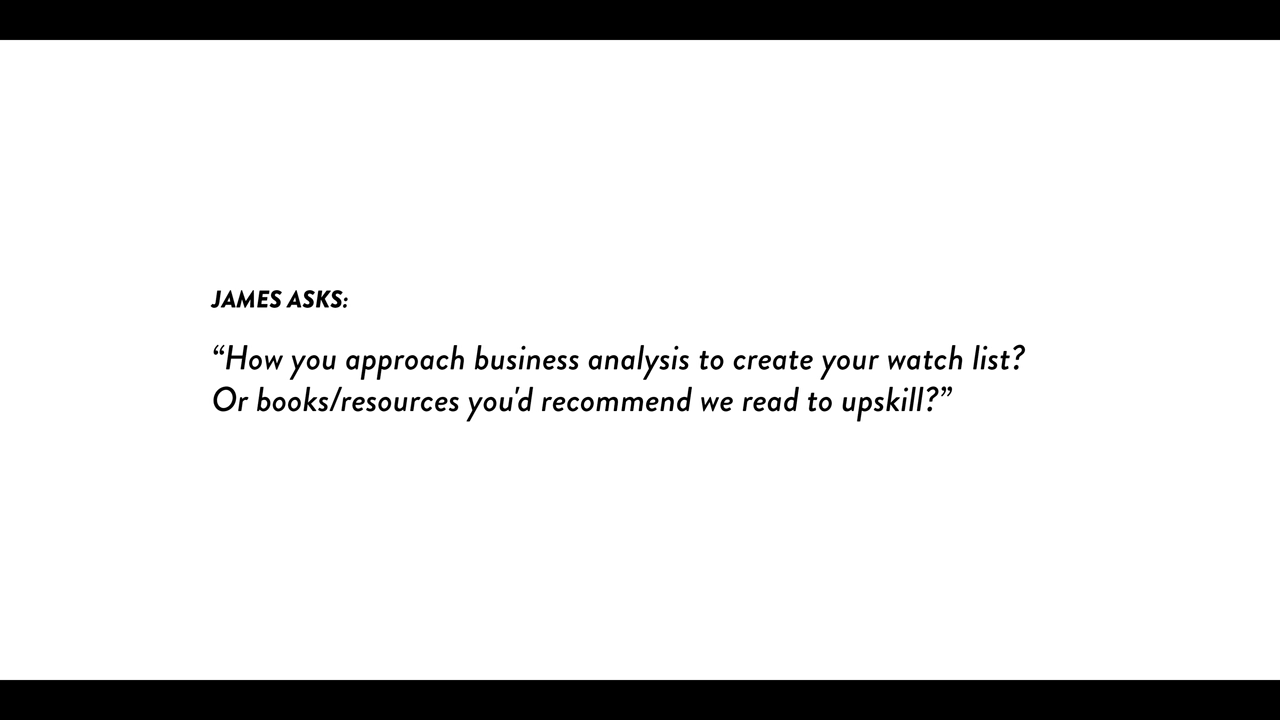 JAMES ASKS:
“How you approach business analysis to create your watch list?
Or books/resources you'd recommend we read to upskill?”